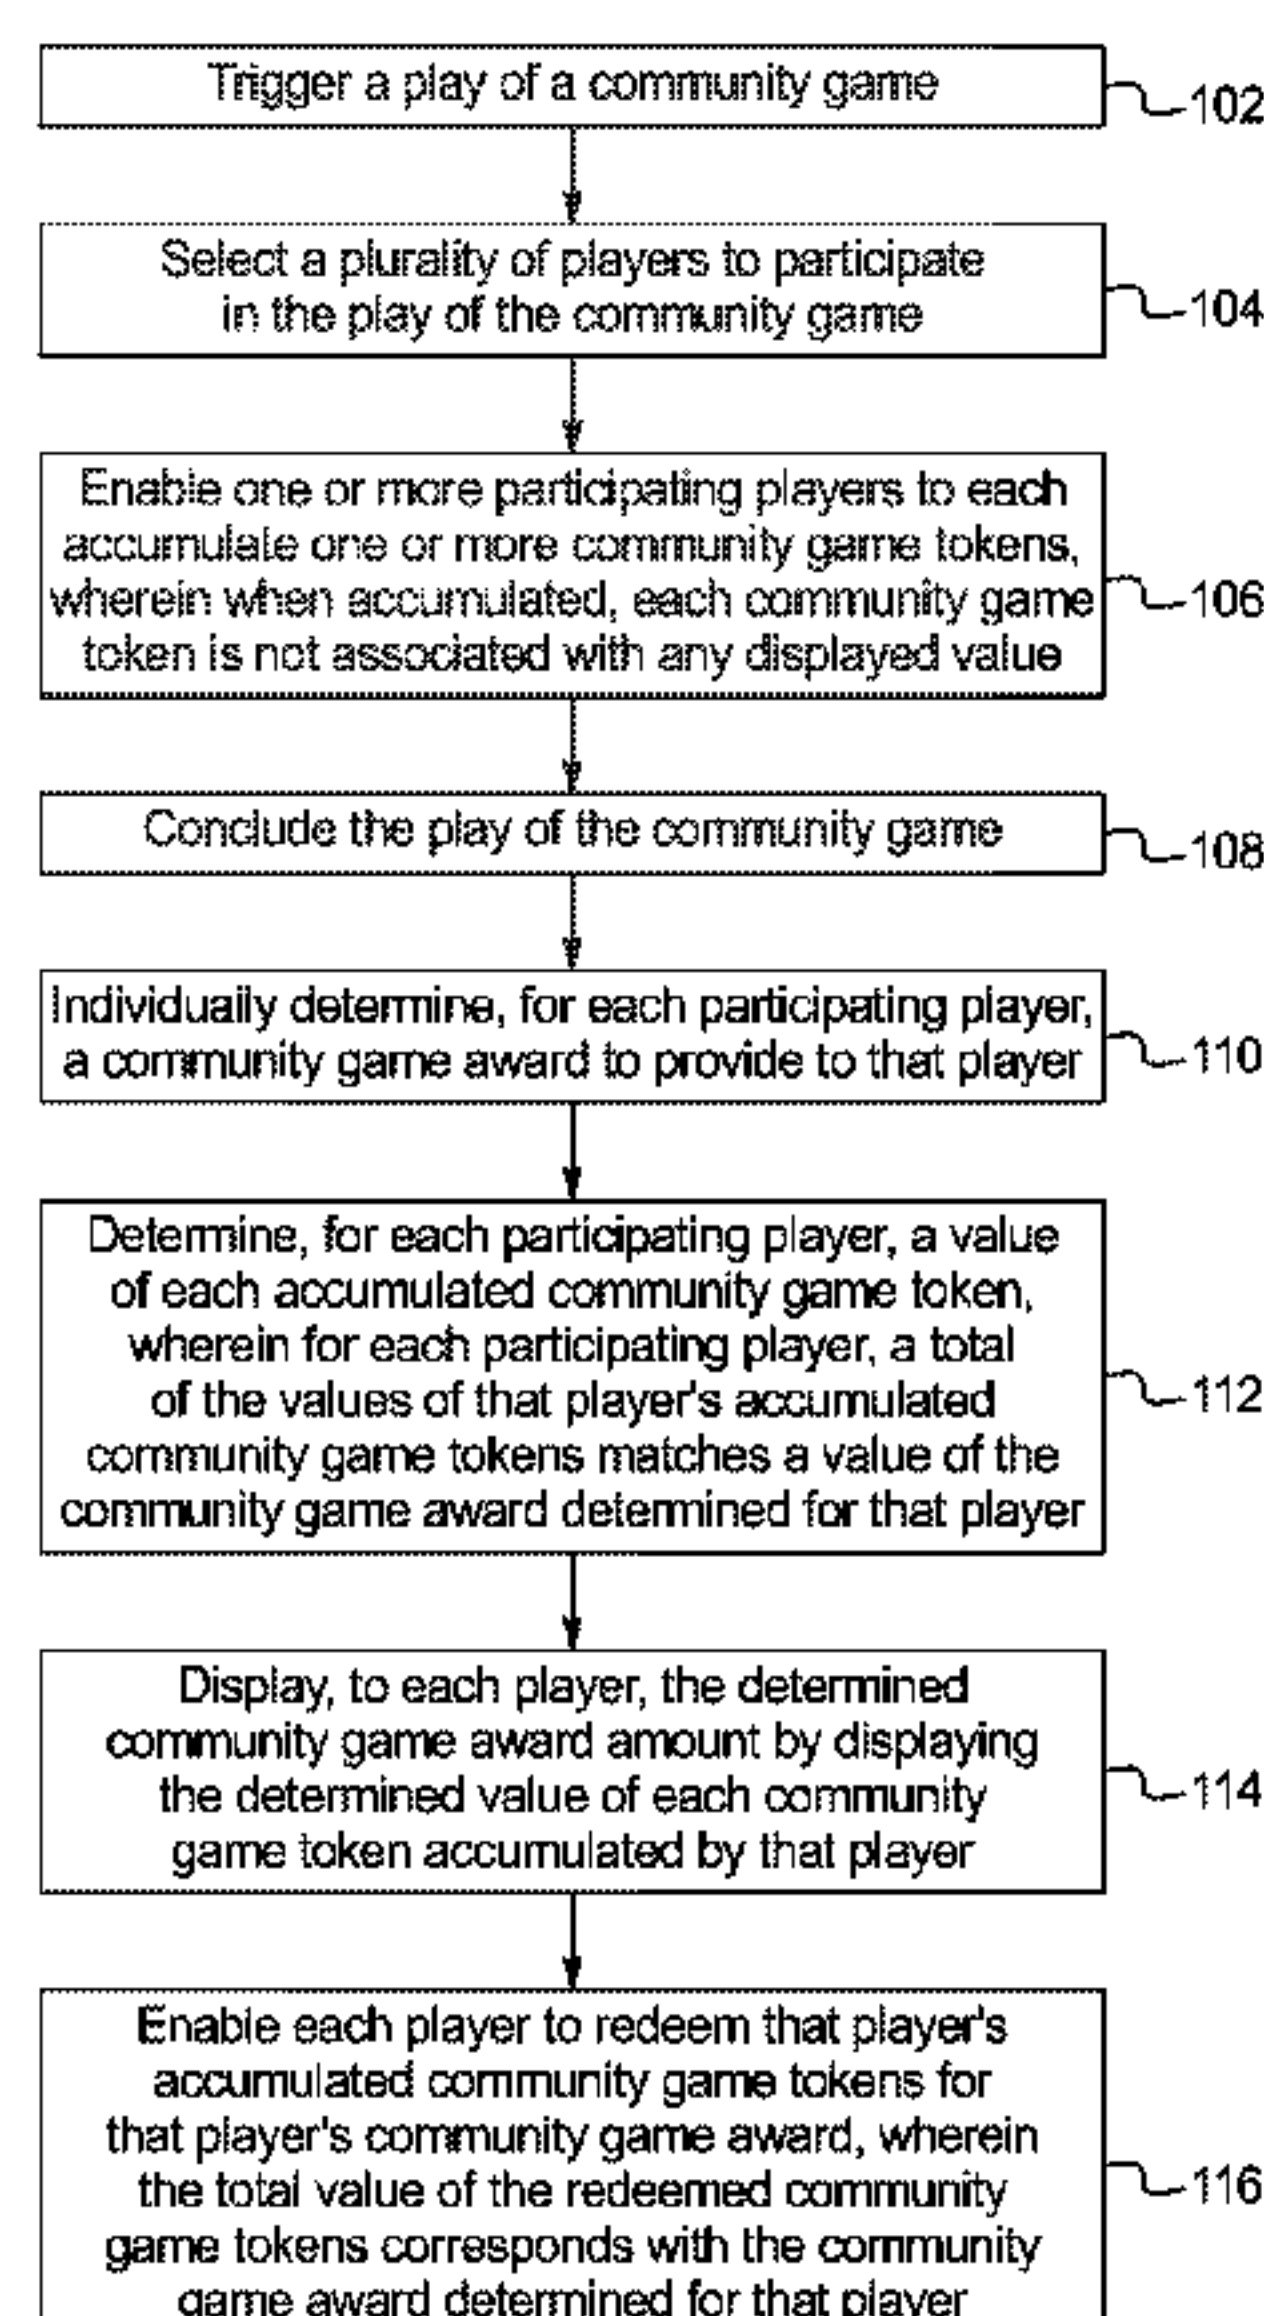 Trigger a play of a community game
102
Select a plurality of players to participate
in the play of the community game
104
Enable one or more participating players to each
accumulate one or more community game tokens,
wherein when accumulated, each community game
token is not associated with any displayed value
106
Conclude the play of the community game
108
Individually determine, for each participating player,
a community game award to provide to that player
110
Determine, for each participating player, a value
of each accumulated community game token,
wherein for each participating player, a total
of the values of that player's accumulated
community game tokens matches a value of the
community game award determined for that player
112
Display, to each player, the determined
community game award amount by displaying
the determined value of each community
game token accumulated by that player
114
Enable each player to redeem that player's
accumulated community game tokens for
that player's community game award, wherein
the total value of the redeemed community
game tokens corresponds with the community
game award determined for that player
116